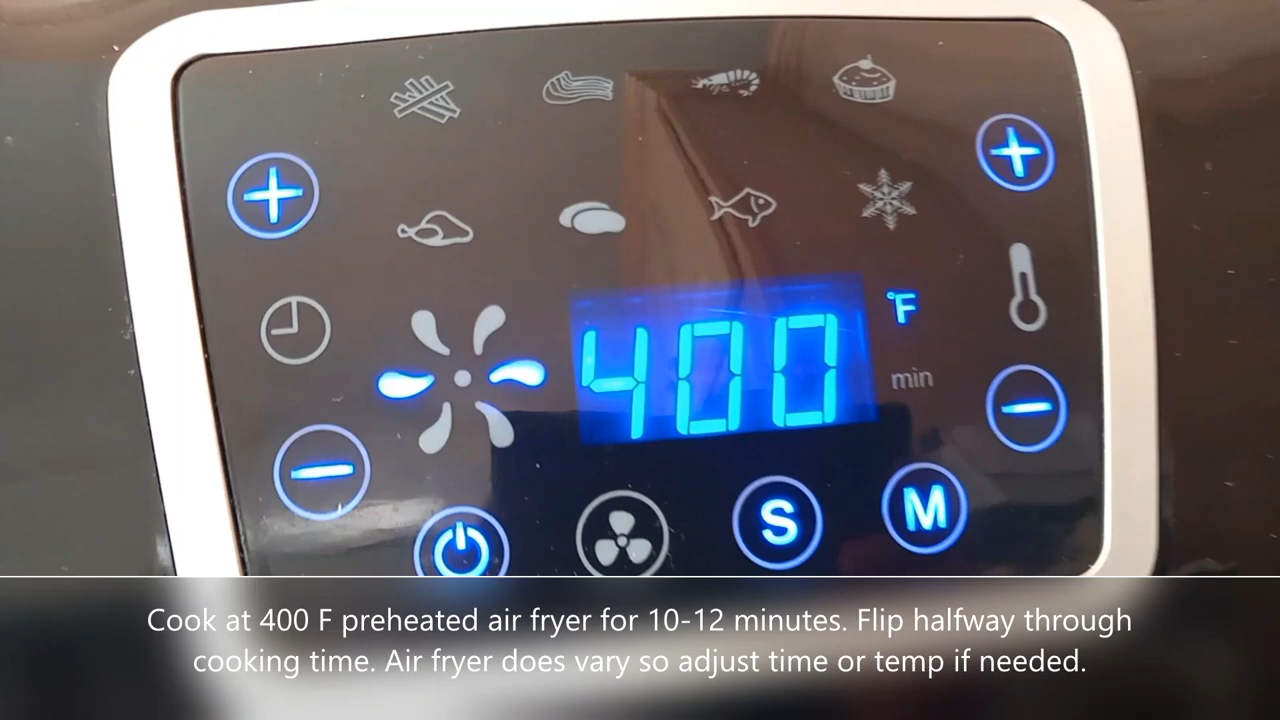 400
°F
min
S
M
Cook at 400 F preheated air fryer for 10-12 minutes. Flip halfway through
cooking time. Air fryer does vary so adjust time or temp if needed.